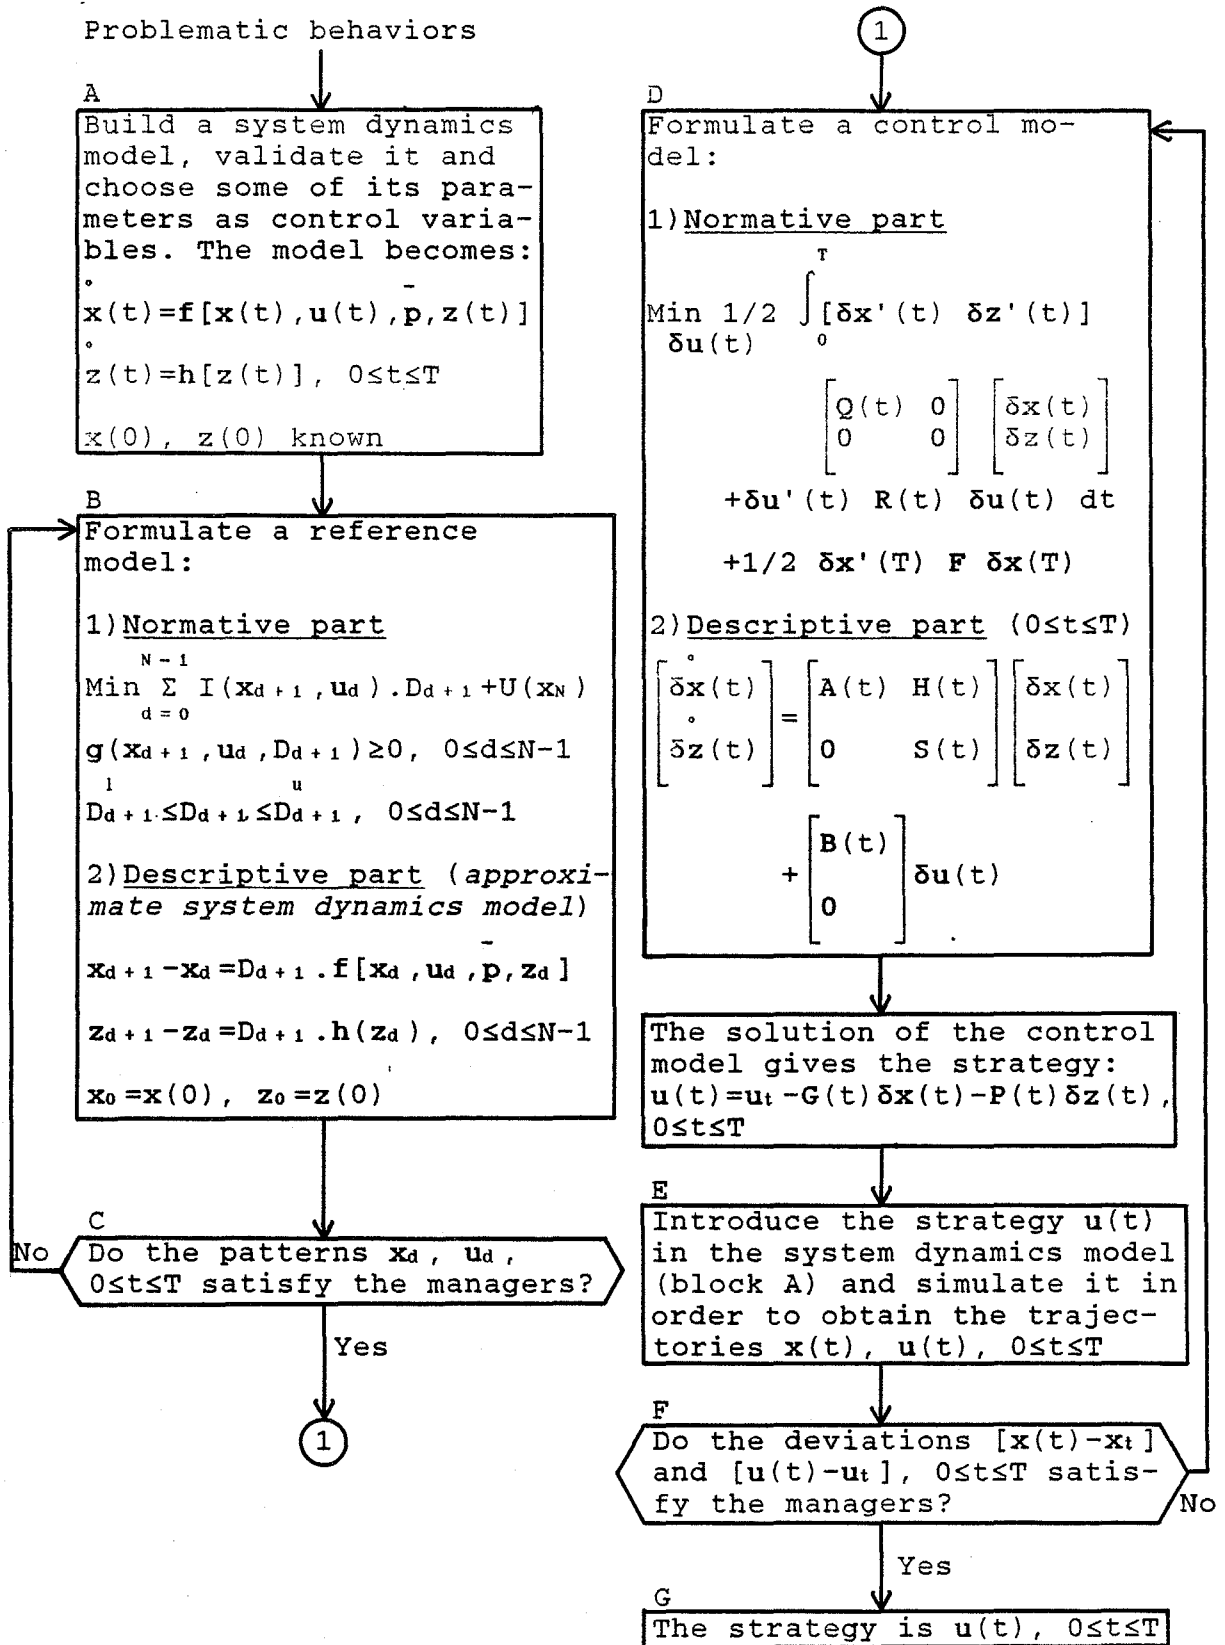 Problematic behaviors
A
Build a system dynamics
model, validate it and
choose some of its para-
meters as control varia-
bles. The model becomes:
ẋ(t)=f[x(t),u(t),p̄,z(t)]
ż(t)=h[z(t)], 0≤t≤T
x(0), z(0) known
B
Formulate a reference
model:
1)Normative part
N-1
Min Σ I(xd+1,ud).Dd+1+U(xN)
d=0
g(xd+1,ud,Dd+1)≥0, 0≤d≤N-1
l u
Dd+1≤Dd+1≤Dd+1, 0≤d≤N-1
2)Descriptive part (approxi-
mate system dynamics model)
xd+1-xd=Dd+1.f[xd,ud,p̄,zd]
zd+1-zd=Dd+1.h(zd), 0≤d≤N-1
x0=x(0), z0=z(0)
C
No
Do the patterns xd, ud,
0≤t≤T satisfy the managers?
Yes
1
1
D
Formulate a control mo-
del:
1)Normative part
T
Min 1/2 ∫[δx'(t) δz'(t)]
δu(t) 0
[Q(t) 0] [δx(t)]
[0 0] [δz(t)]
+δu'(t) R(t) δu(t) dt
+1/2 δx'(T) F δx(T)
2)Descriptive part (0≤t≤T)
[δẋ(t)] = [A(t) H(t)] [δx(t)]
[δż(t)] [0 S(t)] [δz(t)]
+ [B(t)] δu(t)
[0]
The solution of the control
model gives the strategy:
u(t)=ut-G(t)δx(t)-P(t)δz(t),
0≤t≤T
E
Introduce the strategy u(t)
in the system dynamics model
(block A) and simulate it in
order to obtain the trajec-
tories x(t), u(t), 0≤t≤T
F
Do the deviations [x(t)-xt]
and [u(t)-ut], 0≤t≤T satis-
fy the managers?
No
Yes
G
The strategy is u(t), 0≤t≤T